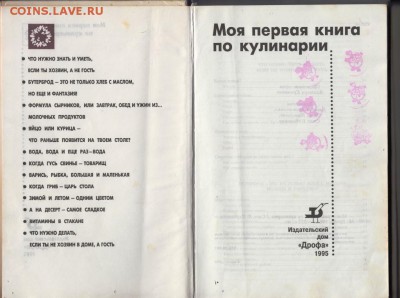 COINS.LAVE.RU
ЧТО НУЖНО ЗНАТЬ И УМЕТЬ,
ЕСЛИ ТЫ ХОЗЯИН, А НЕ ГОСТЬ
БУТЕРБРОД – ЭТО НЕ ТОЛЬКО ХЛЕБ С МАСЛОМ,
НО ЕЩЕ И ФАНТАЗИЯ
ФОРМУЛА СЫРНИКОВ, ИЛИ ЗАВТРАК, ОБЕД И УЖИН ИЗ...
МОЛОЧНЫХ ПРОДУКТОВ
ЯЙЦО ИЛИ КУРИЦА –
ЧТО РАНЬШЕ ПОЯВИТСЯ НА ТВОЕМ СТОЛЕ?
ВОДА, ВОДА И ЕЩЕ РАЗ – ВОДА
КОГДА ГУСЬ СВИНЬЕ – ТОВАРИЩ
ВАРИСЬ, РЫБКА, БОЛЬШАЯ И МАЛЕНЬКАЯ
КОГДА ГРИБ – ЦАРЬ СТОЛА
ЗИМОЙ И ЛЕТОМ – ОДНИМ ЦВЕТОМ
А НА ДЕСЕРТ – САМОЕ СЛАДКОЕ
ВИТАМИНЫ В СТАКАНЕ
ЧТО НУЖНО ДЕЛАТЬ,
ЕСЛИ ТЫ НЕ ХОЗЯИН В ДОМЕ, А ГОСТЬ
Моя первая книга
по кулинарии
Издательский
дом
«Дрофа»
1995